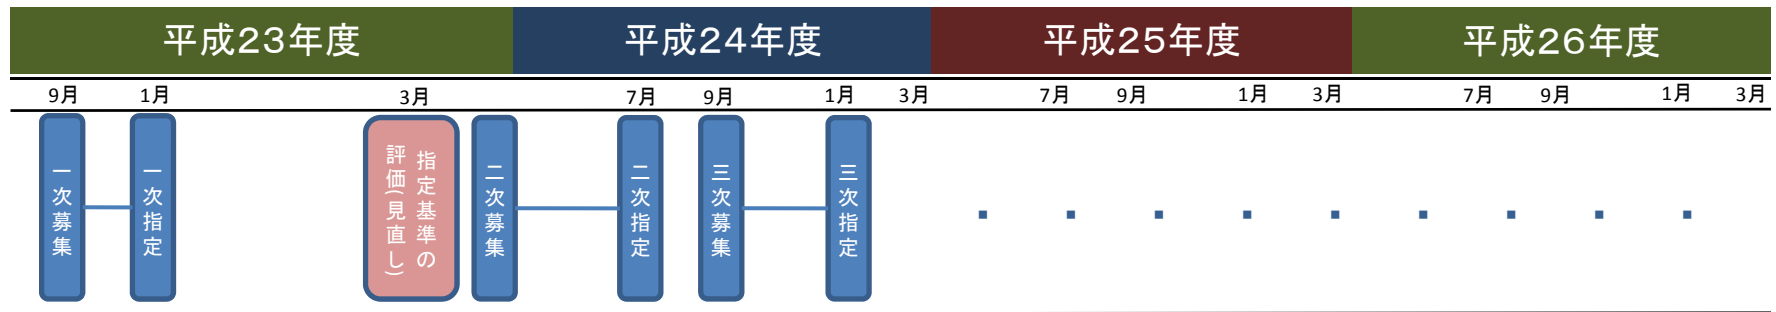 平成23年度
平成24年度
平成25年度
平成26年度
9月 1月 3月 7月 9月 1月 3月 7月 9月 1月 3月 7月 9月 1月 3月
一次募集
一次指定
指定基準の
評価(見直し)
二次募集
二次指定
三次募集
三次指定